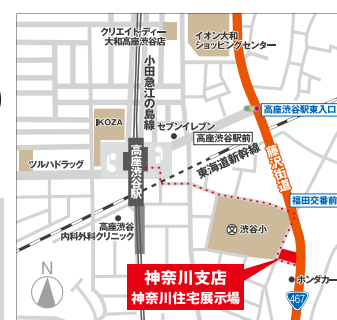 クリエイト・ディー
大和高座渋谷店
イオン大和
ショッピングセンター
小田急江の島線
IKOZA
セブンイレブン
高座渋谷駅東入口
高座渋谷駅前
藤沢街道
ツルハドラッグ
高座渋谷駅
東海道新幹線
福田交番前
高座渋谷
内科外科クリニック
渋谷小
神奈川支店
神奈川住宅展示場
ホンダカー
467
N